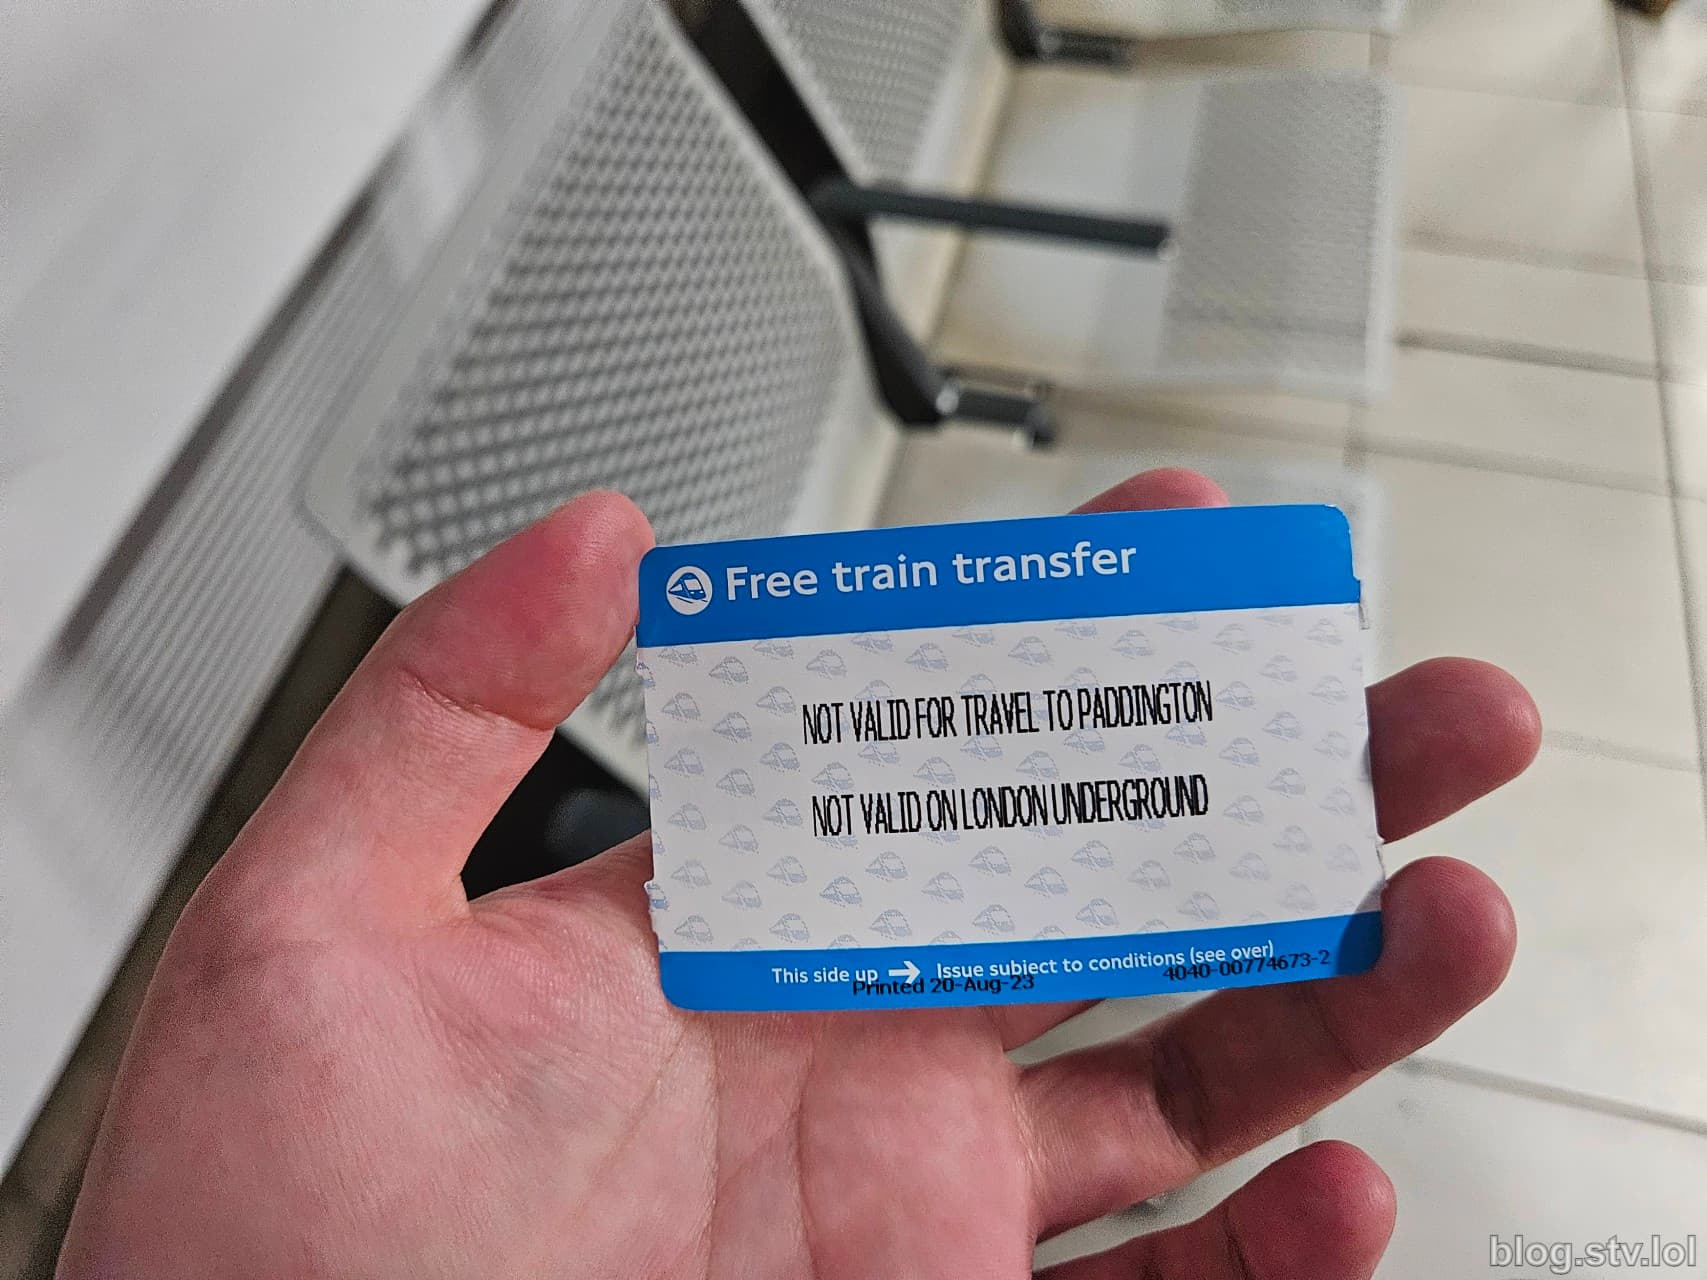 Free train transfer
NOT VALID FOR TRAVEL TO PADDINGTON
NOT VALID ON LONDON UNDERGROUND
This side up → Issue subject to conditions (see over)
Printed 20-Aug-23 4040-00774673-2
blog.stv.lol